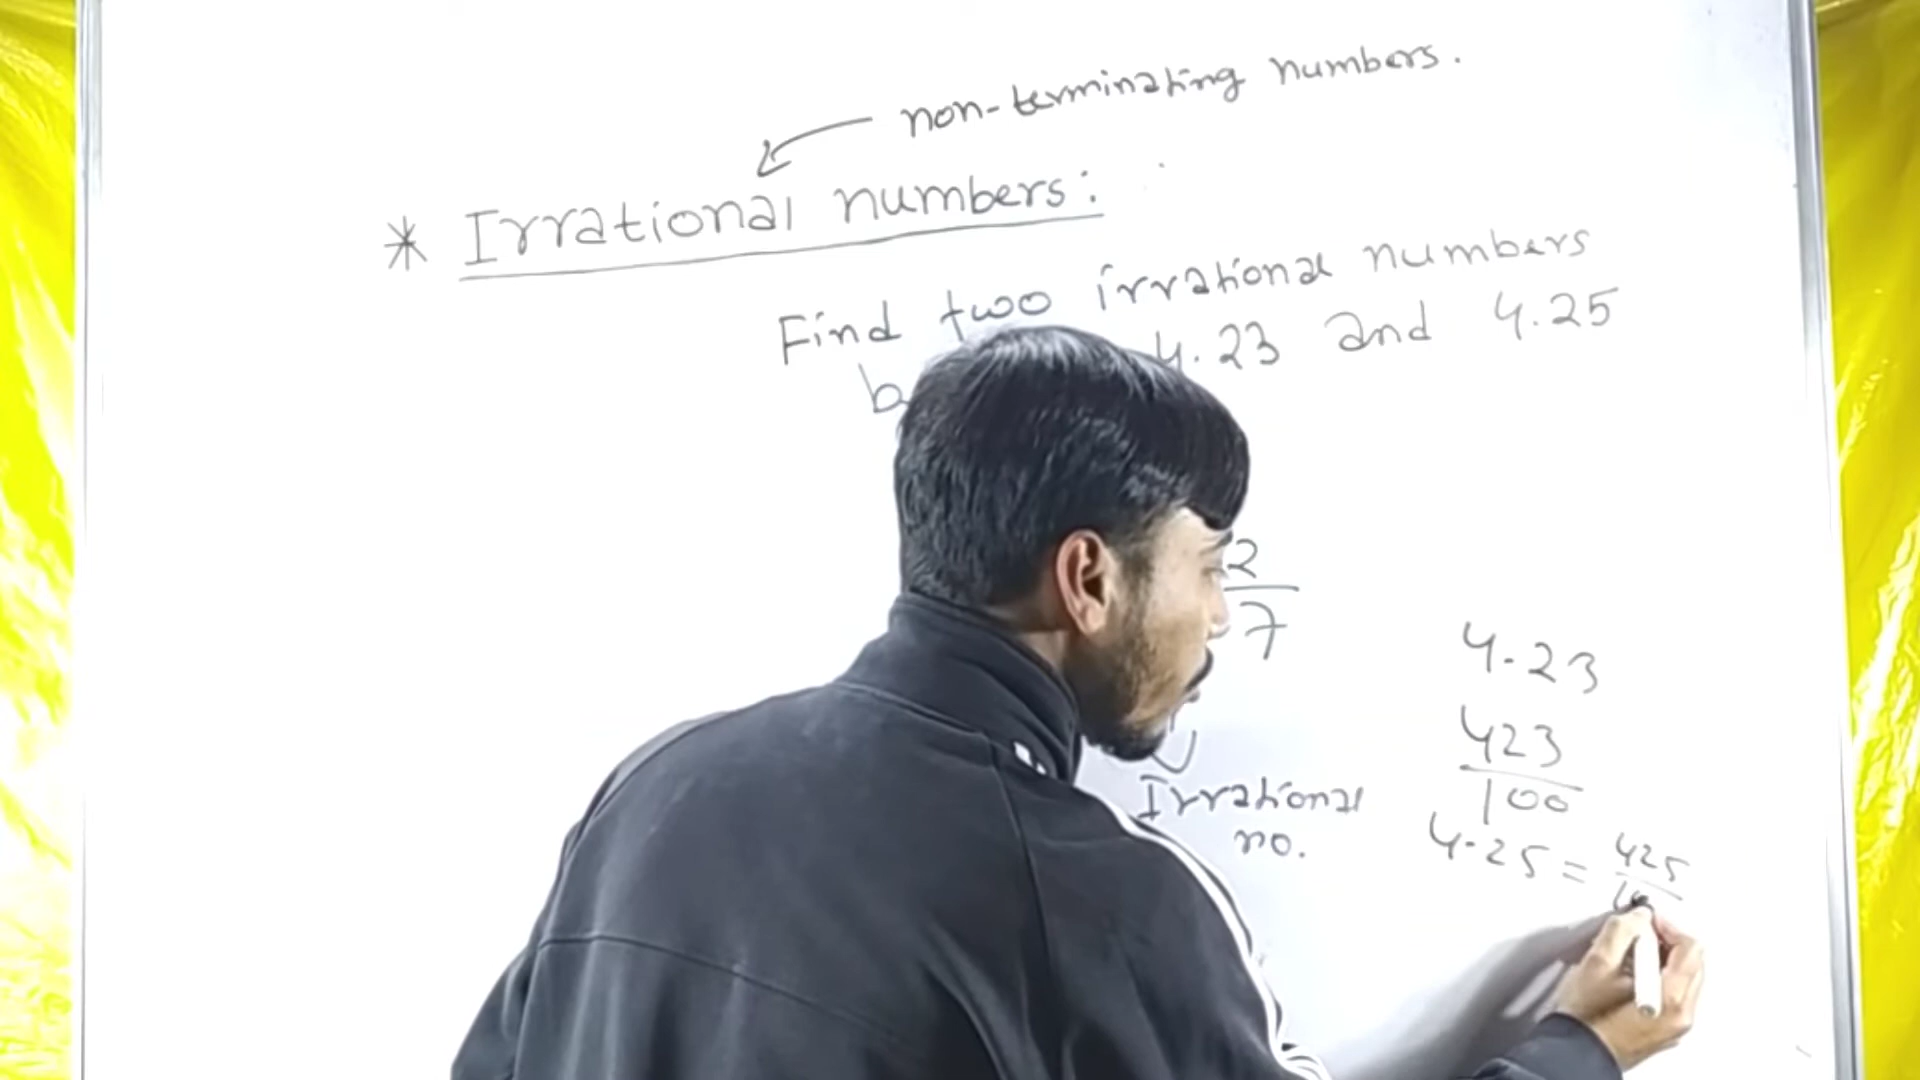 non-terminating numbers.
* Irrational numbers:
Find two irrational numbers
4.23 and 4.25
2
7
Irrational
no.
4.23
423
100
4.25 = 425